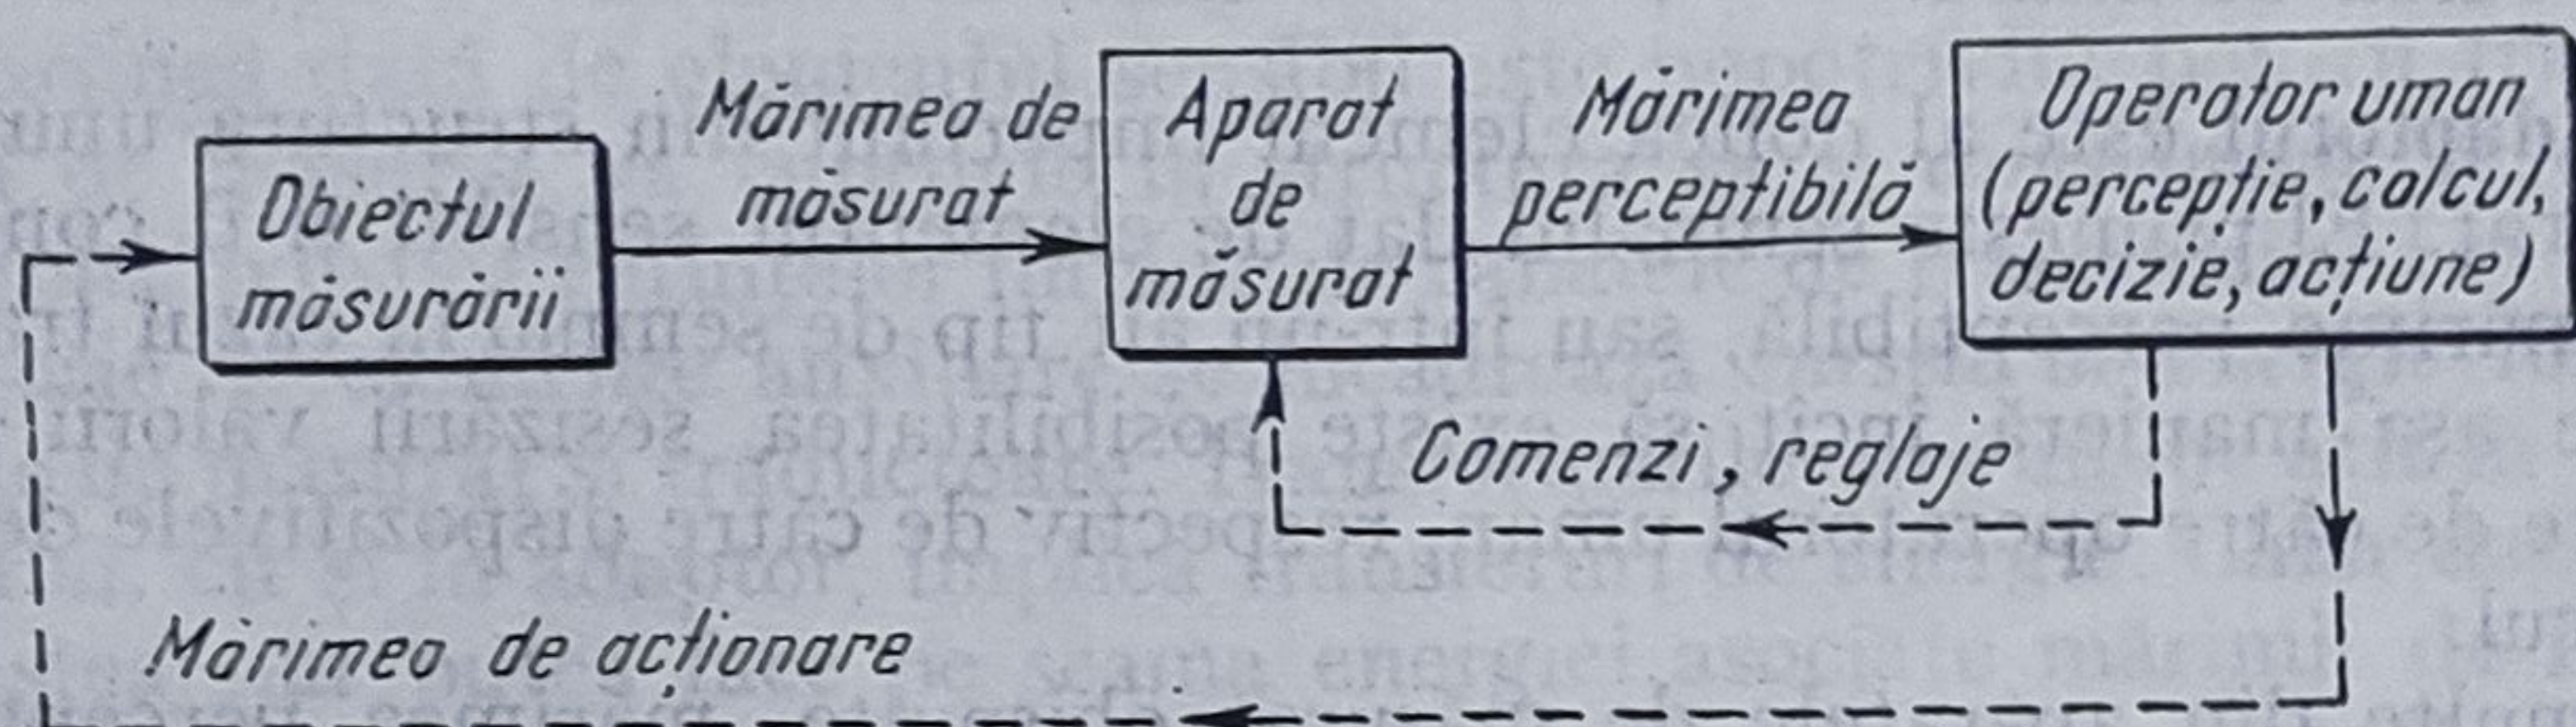 Obiectul
măsurării
Mărimea de
măsurat
Aparat
de
măsurat
Mărimea
perceptibilă
Operator uman
(percepție, calcul,
decizie, acțiune)
Comenzi, reglaje
Mărimea de acționare